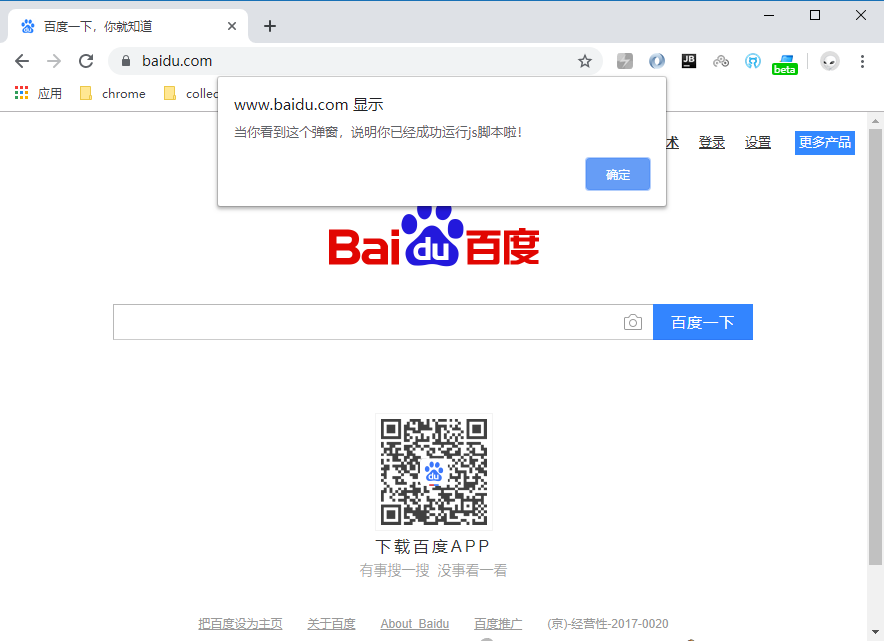 百度一下，你就知道
baidu.com
JB
beta
应用
chrome
collec
www.baidu.com 显示
当你看到这个弹窗，说明你已经成功运行js脚本啦！
确定
术
登录
设置
更多产品
Bai du 百度
百度一下
du
下载百度APP
有事搜一搜 没事看一看
把百度设为主页 关于百度 About Baidu 百度推广 (京)-经营性-2017-0020